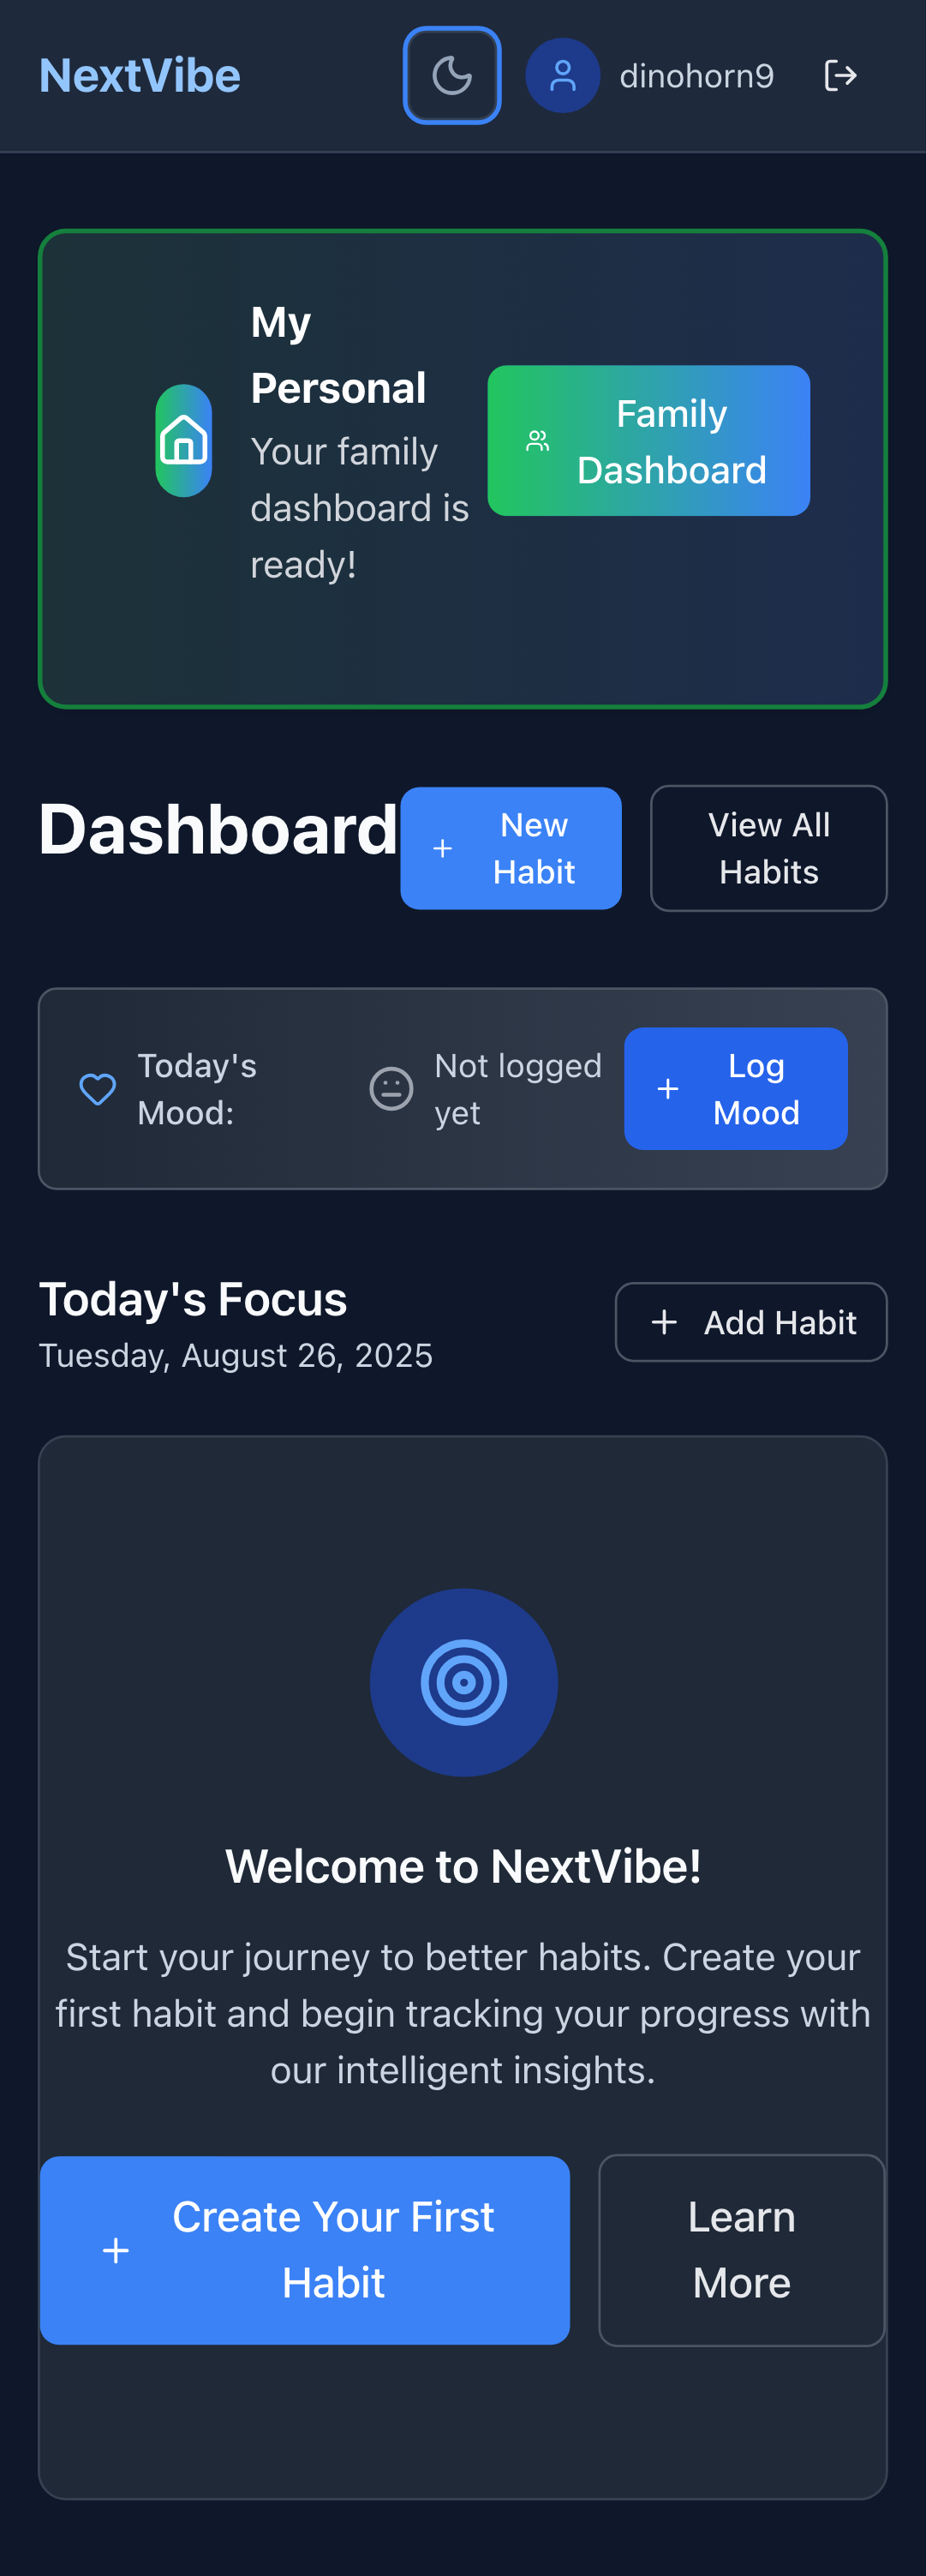 NextVibe
dinohorn9
My
Personal
Your family
dashboard is
ready!
Family
Dashboard
Dashboard
New
Habit
View All
Habits
Today's
Mood:
Not logged
yet
Log
Mood
Today's Focus
Tuesday, August 26, 2025
Add Habit
Welcome to NextVibe!
Start your journey to better habits. Create your
first habit and begin tracking your progress with
our intelligent insights.
Create Your First
Habit
Learn
More